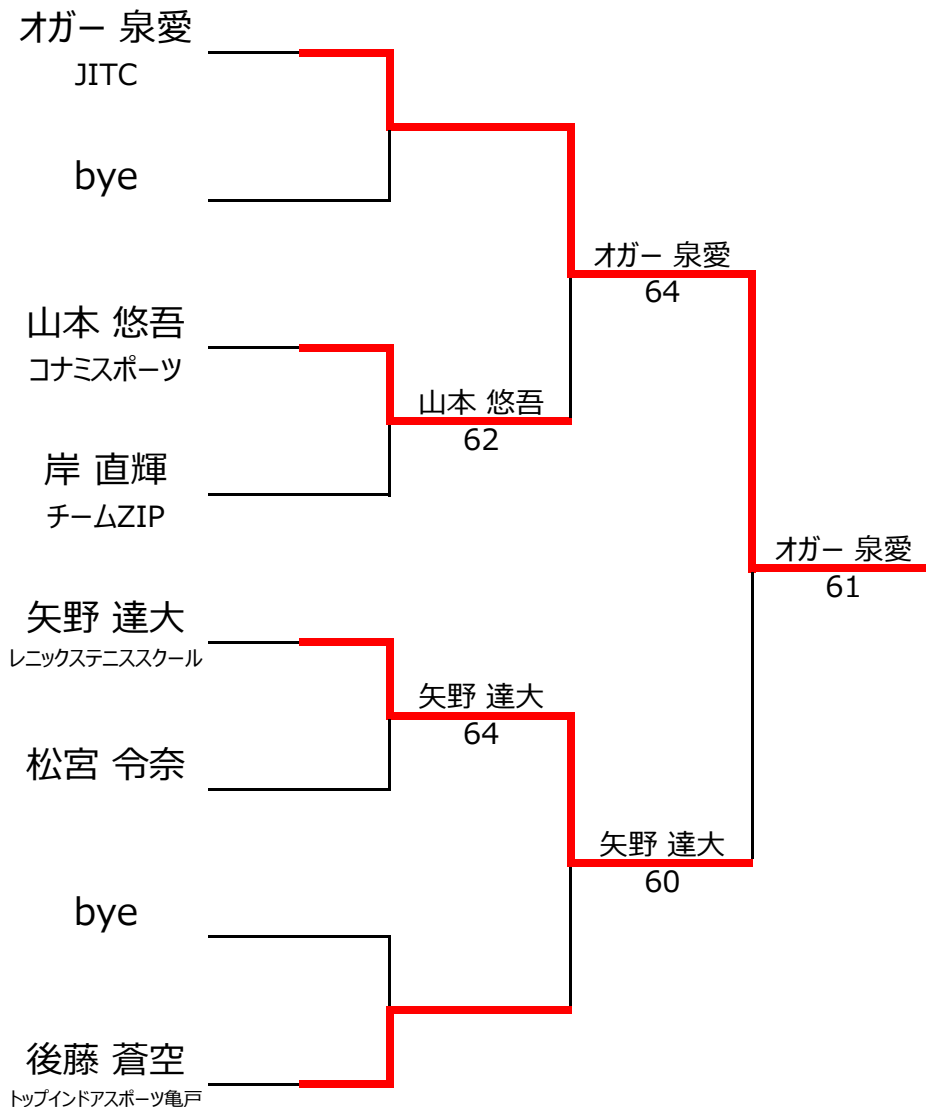 オガー 泉愛
JITC
bye
山本 悠吾
コナミスポーツ
岸 直輝
チームZIP
矢野 達大
レニックステニススクール
松宮 令奈
bye
後藤 蒼空
トップインドアスポーツ亀戸
山本 悠吾
62
矢野 達大
64
オガー 泉愛
64
矢野 達大
60
オガー 泉愛
61